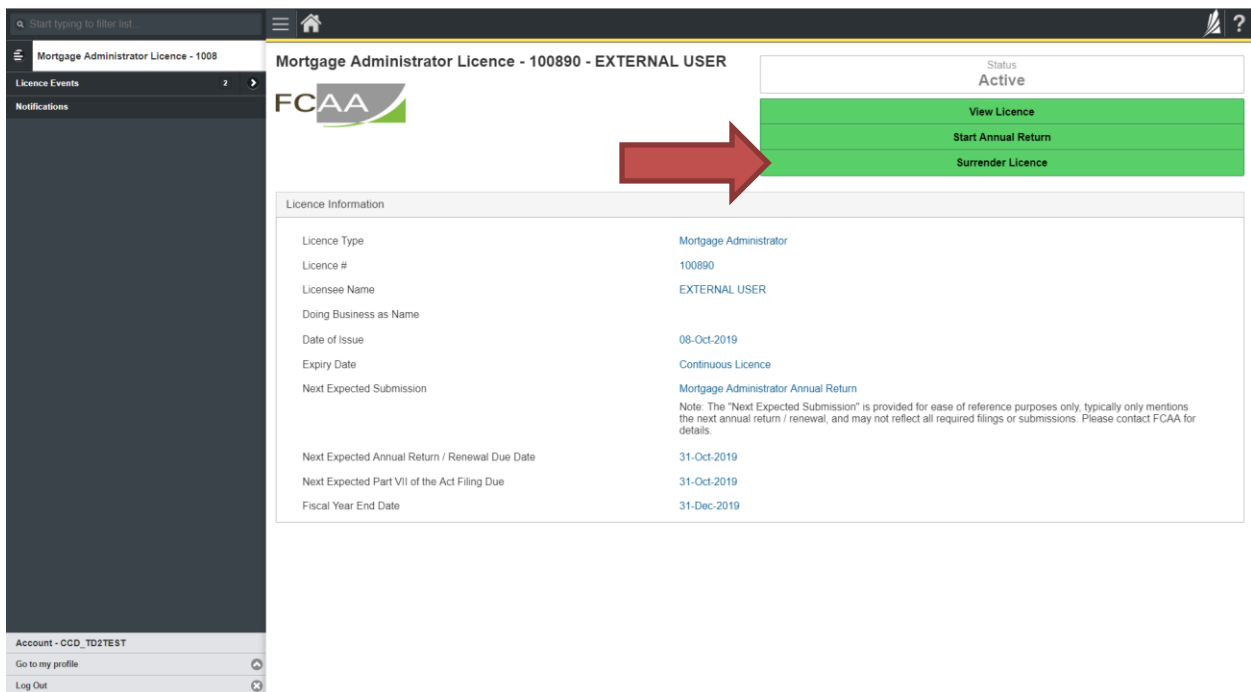 Start typing to filter list...
?
Mortgage Administrator Licence - 1008
Licence Events 2
Notifications
Mortgage Administrator Licence - 100890 - EXTERNAL USER
FCAA
Status
Active
View Licence
Start Annual Return
Surrender Licence
Licence Information
Licence Type Mortgage Administrator
Licence # 100890
Licensee Name EXTERNAL USER
Doing Business as Name
Date of Issue 08-Oct-2019
Expiry Date Continuous Licence
Next Expected Submission Mortgage Administrator Annual Return
Note: The "Next Expected Submission" is provided for ease of reference purposes only, typically only mentions
the next annual return / renewal, and may not reflect all required filings or submissions. Please contact FCAA for
details.
Next Expected Annual Return / Renewal Due Date 31-Oct-2019
Next Expected Part VII of the Act Filing Due 31-Oct-2019
Fiscal Year End Date 31-Dec-2019
Account - CCD_TD2TEST
Go to my profile
Log Out